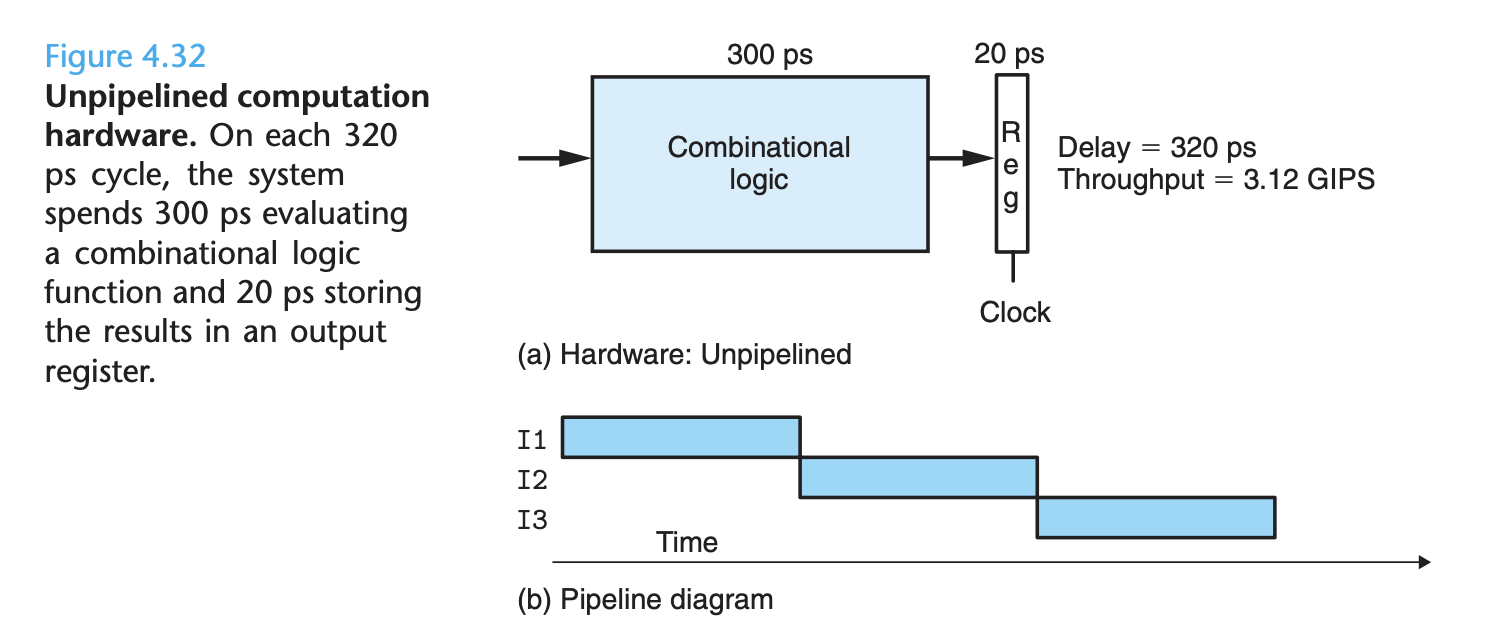 Figure 4.32
Unpipelined computation
hardware. On each 320
ps cycle, the system
spends 300 ps evaluating
a combinational logic
function and 20 ps storing
the results in an output
register.
300 ps
20 ps
Combinational
logic
R
e
g
Delay = 320 ps
Throughput = 3.12 GIPS
Clock
(a) Hardware: Unpipelined
I1
I2
I3
Time
(b) Pipeline diagram